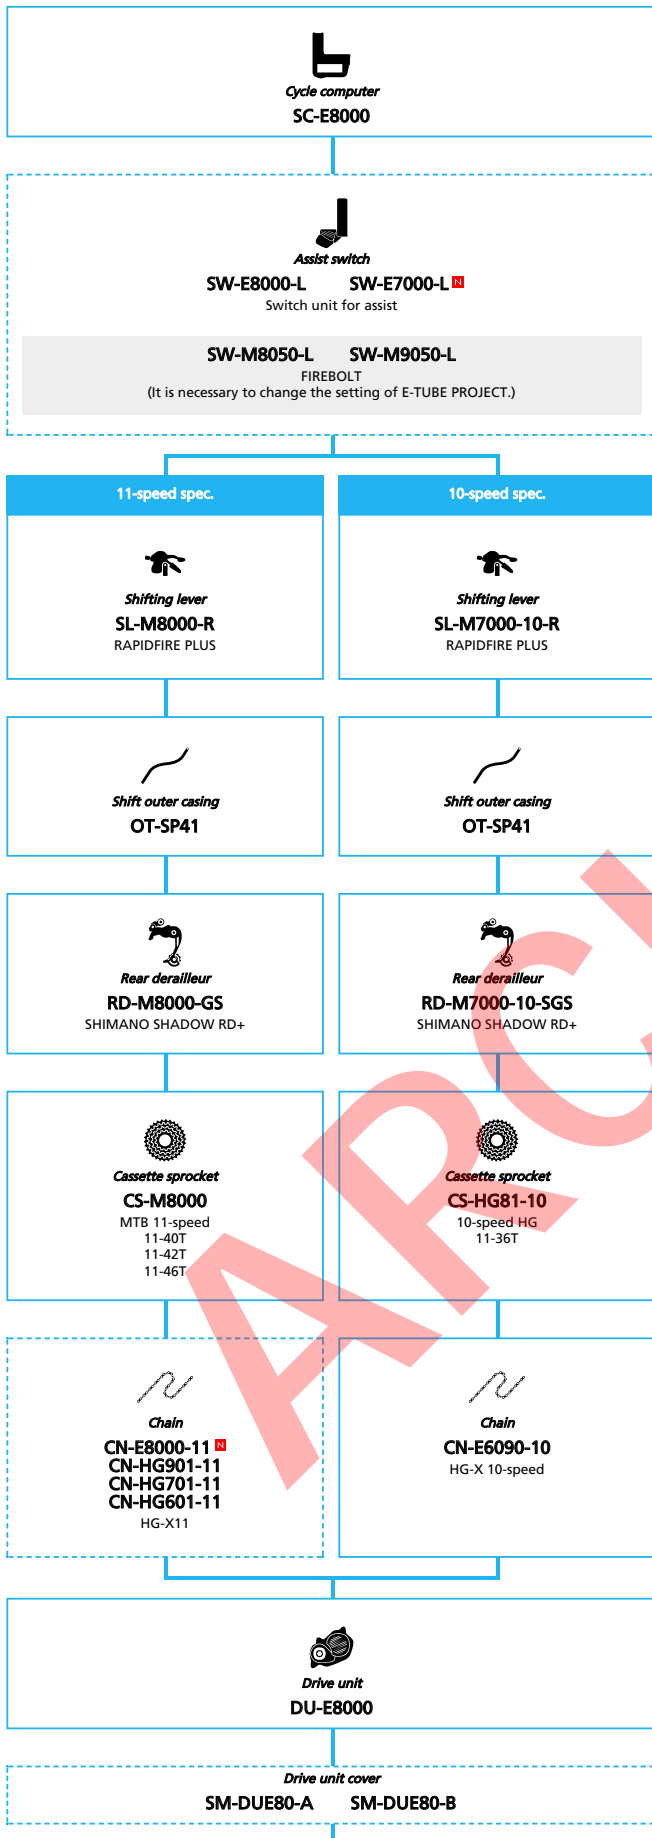 Cycle computer
SC-E8000
Assist switch
SW-E8000-L SW-E7000-L N
Switch unit for assist
SW-M8050-L SW-M9050-L
FIREBOLT
(It is necessary to change the setting of E-TUBE PROJECT.)
11-speed spec.
Shifting lever
SL-M8000-R
RAPIDFIRE PLUS
Shift outer casing
OT-SP41
Rear derailleur
RD-M8000-GS
SHIMANO SHADOW RD+
Cassette sprocket
CS-M8000
MTB 11-speed
11-40T
11-42T
11-46T
Chain
CN-E8000-11 N
CN-HG901-11
CN-HG701-11
CN-HG601-11
HG-X11
10-speed spec.
Shifting lever
SL-M7000-10-R
RAPIDFIRE PLUS
Shift outer casing
OT-SP41
Rear derailleur
RD-M7000-10-SGS
SHIMANO SHADOW RD+
Cassette sprocket
CS-HG81-10
10-speed HG
11-36T
Chain
CN-E6090-10
HG-X 10-speed
Drive unit
DU-E8000
Drive unit cover
SM-DUE80-A SM-DUE80-B